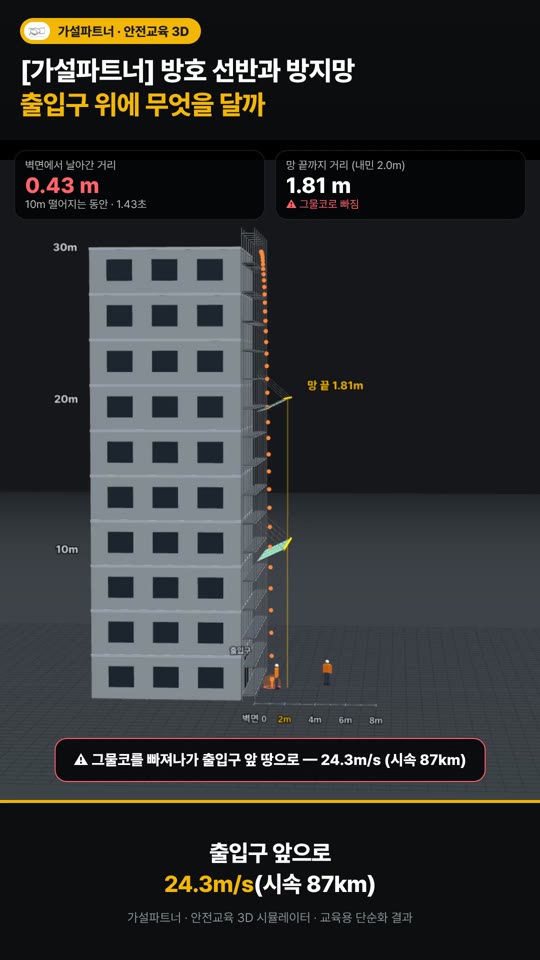 가설파트너 · 안전교육 3D
[가설파트너] 방호 선반과 방지망
출입구 위에 무엇을 달까
벽면에서 날아간 거리
0.43 m
10m 떨어지는 동안 · 1.43초
망 끝까지 거리 (내민 2.0m)
1.81 m
⚠ 그물코로 빠짐
30m
망 끝 1.81m
20m
10m
출입구
벽면 0 2m 4m 6m 8m
⚠ 그물코를 빠져나가 출입구 앞 땅으로 — 24.3m/s (시속 87km)
출입구 앞으로
24.3m/s(시속 87km)
가설파트너 · 안전교육 3D 시뮬레이터 · 교육용 단순화 결과